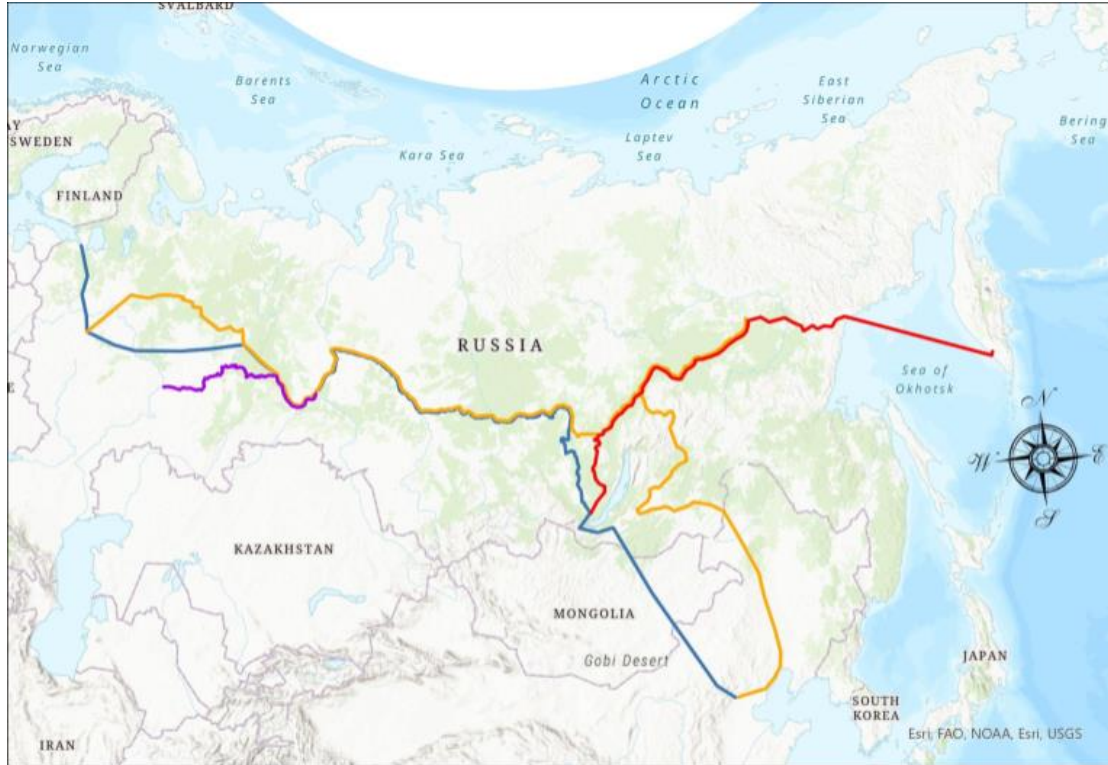 SVALBARD
Norwegian
Sea
Barents
Sea
Arctic
Ocean
East
Siberian
Sea
Bering
Sea
Laptev
Sea
Kara Sea
AY
SWEDEN
FINLAND
RUSSIA
Sea of
Okhotsk
N
W
E
S
E
KAZAKHSTAN
MONGOLIA
Gobi Desert
JAPAN
SOUTH
KOREA
IRAN
Esri, FAO, NOAA, Esri, USGS